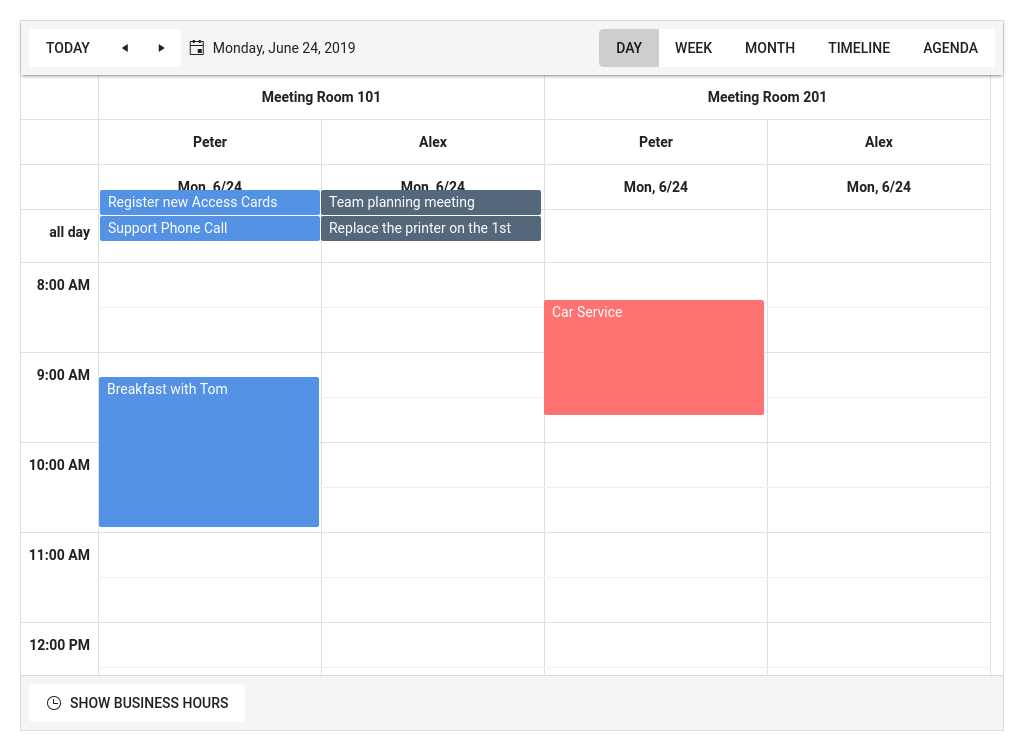 TODAY Monday, June 24, 2019 DAY WEEK MONTH TIMELINE AGENDA
Meeting Room 101 Meeting Room 201
Peter Alex Peter Alex
Mon, 6/24 Mon, 6/24 Mon, 6/24 Mon, 6/24
Register new Access Cards Team planning meeting
Support Phone Call Replace the printer on the 1st
all day
8:00 AM
Car Service
9:00 AM
Breakfast with Tom
10:00 AM
11:00 AM
12:00 PM
SHOW BUSINESS HOURS